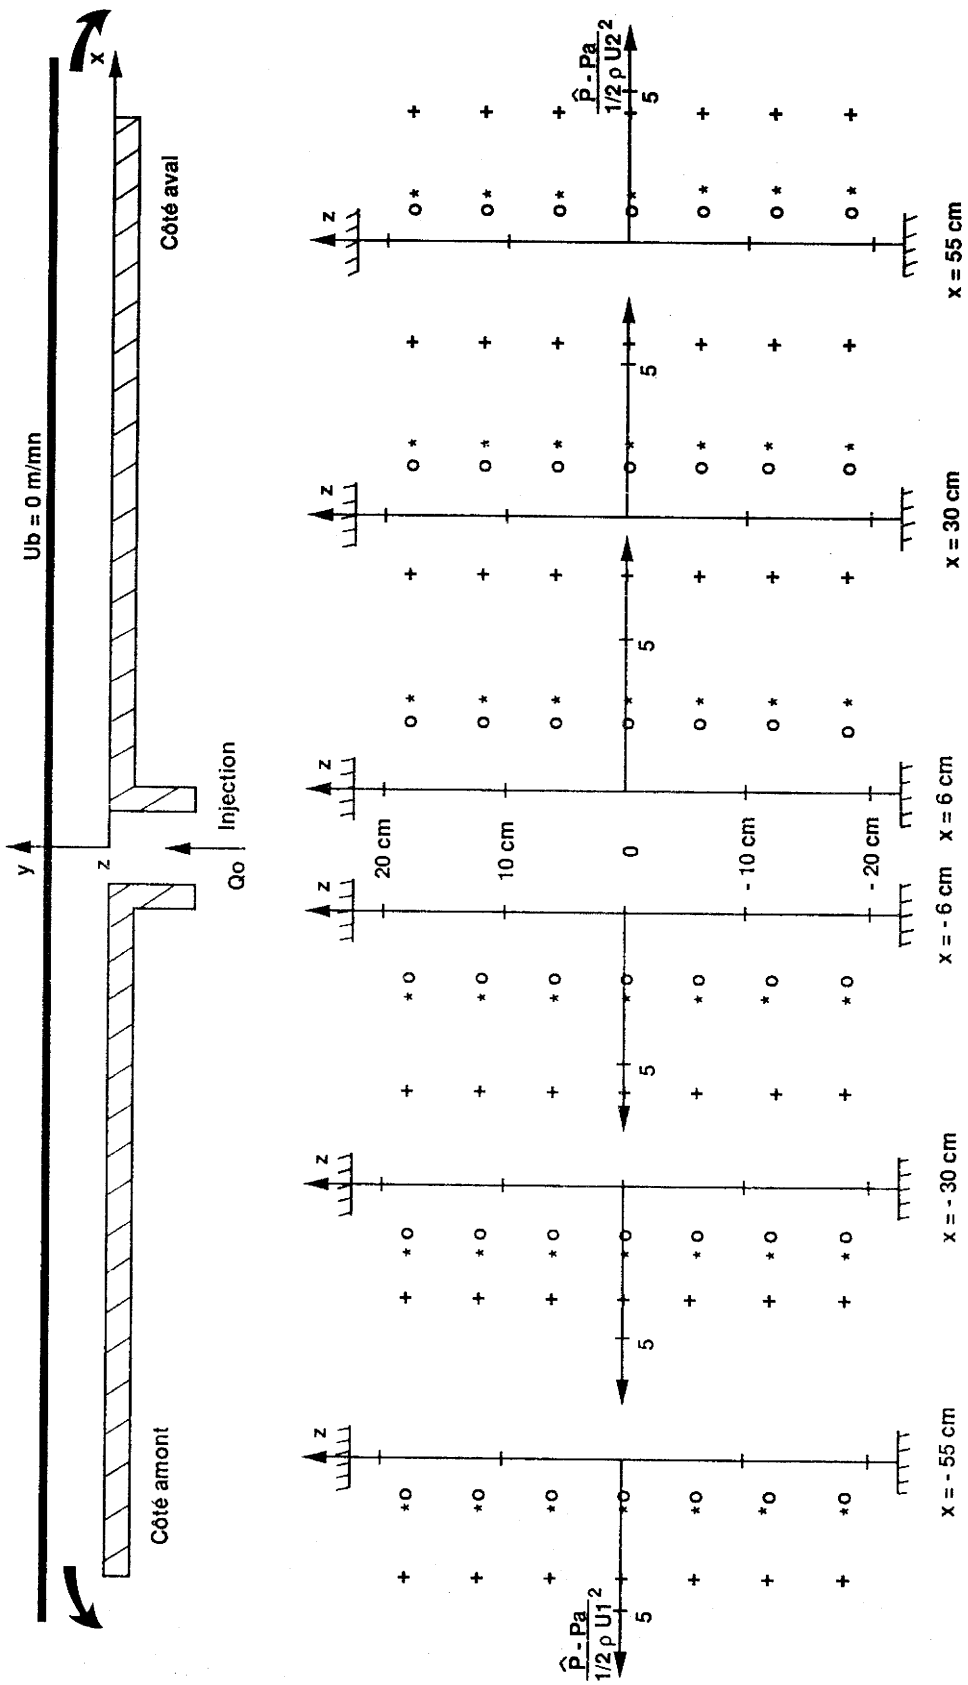 Ub = 0 m/mn
y
z
x
Côté amont
Qo
Injection
Côté aval
P̂ - Pa
1/2 ρ U1²
5
z
x = - 55 cm
5
z
x = - 30 cm
5
z
x = - 6 cm
20 cm
10 cm
0
- 10 cm
- 20 cm
z
5
x = 6 cm
z
5
x = 30 cm
z
P̂ - Pa
1/2 ρ U2²
5
x = 55 cm